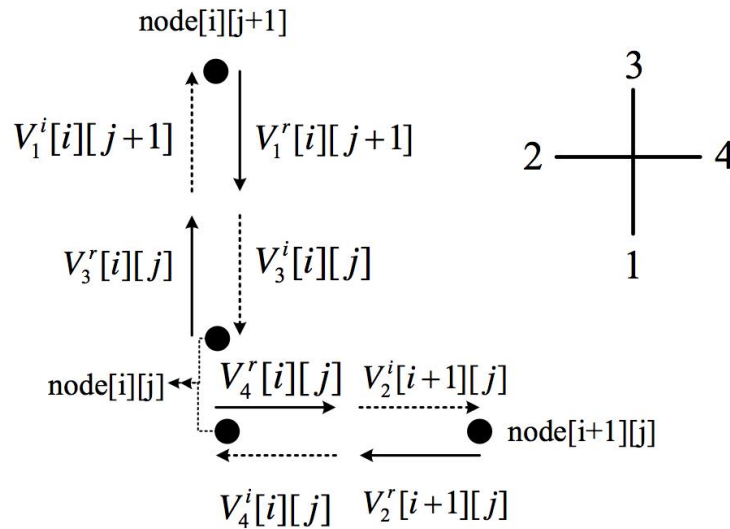 node[i][j+1]
3
V_1^i[i][j+1] V_1^r[i][j+1]
2 4
V_3^r[i][j] V_3^i[i][j]
1
node[i][j] V_4^r[i][j] V_2^i[i+1][j]
node[i+1][j]
V_4^i[i][j] V_2^r[i+1][j]